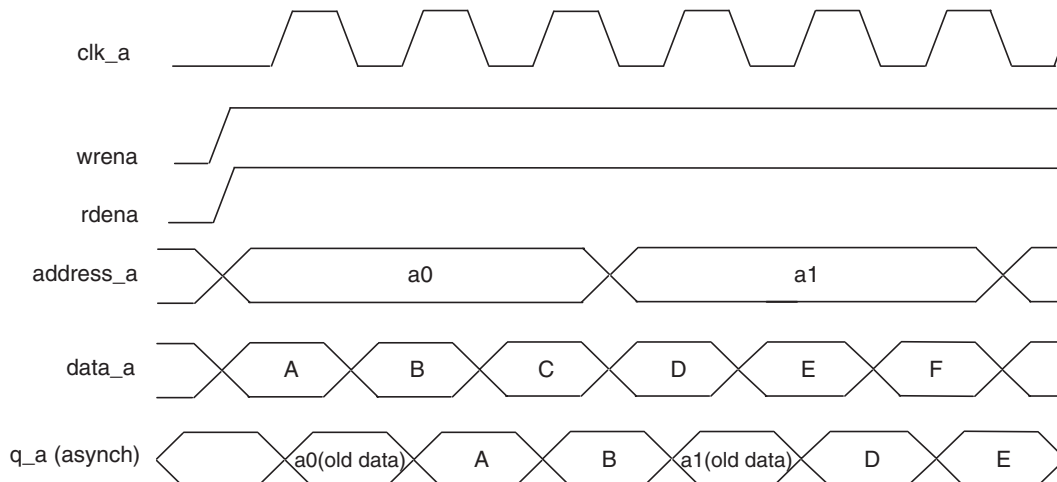 clk_a
wrena
rdena
address_a a0 a1
data_a A B C D E F
q_a (asynch) a0(old data) A B a1(old data) D E